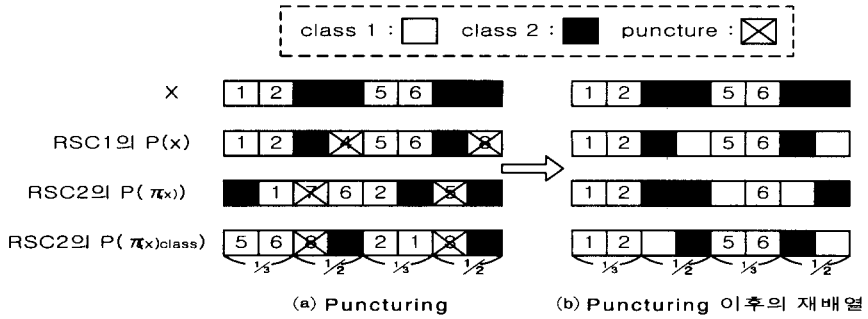 class 1 : class 2 : puncture :
X 1 2 5 6 1 2 5 6
RSC1의 P(x) 1 2 4 5 6 8 1 2 5 6
RSC2의 P(π(x)) 1 7 6 2 5 1 2 6
RSC2의 P(π(x)class) 5 6 8 2 1 1 2 5 6
1/3 1/2 1/3 1/2 1/3 1/2 1/3 1/2
(a) Puncturing (b) Puncturing 이후의 재배열